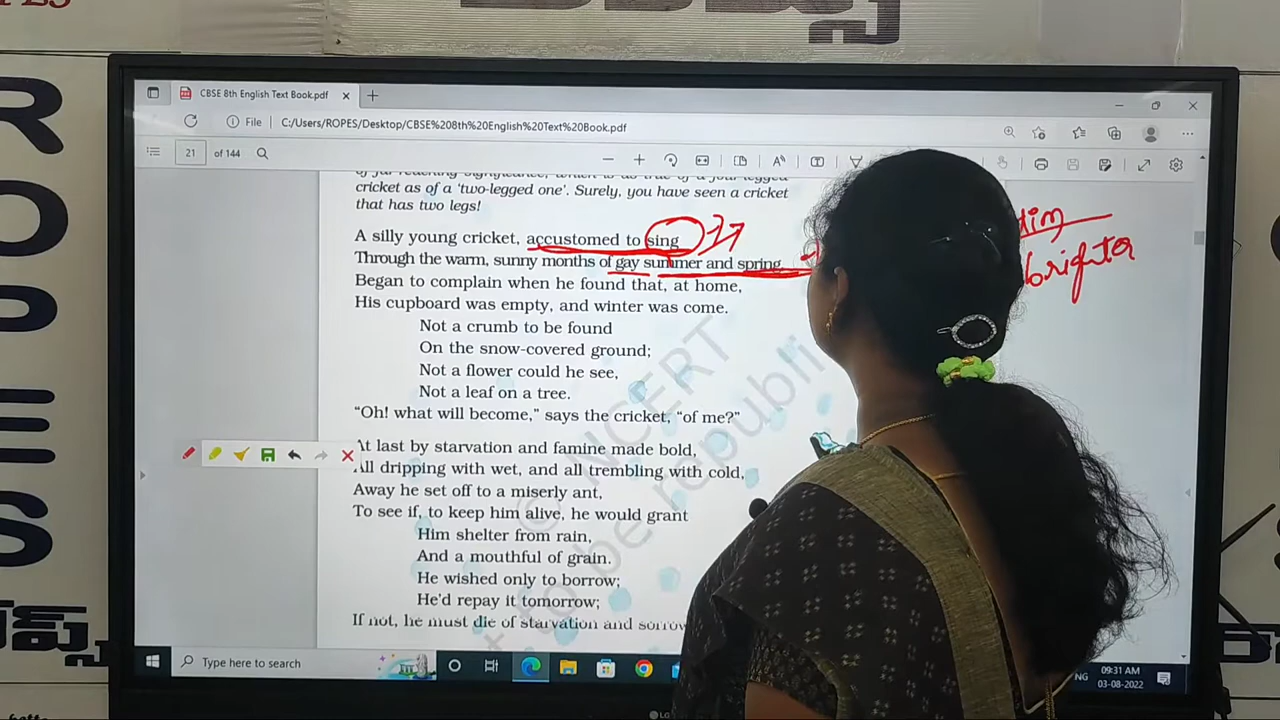 R
O
P
E
S
CBSE 8th English Text Book.pdf
File C:/Users/ROPES/Desktop/CBSE%208th%20English%20Text%20Book.pdf
21 of 144
cricket as of a ‘two-legged one’. Surely, you have seen a cricket
that has two legs!
A silly young cricket, accustomed to sing
Through the warm, sunny months of gay summer and spring
brighter
Began to complain when he found that, at home,
His cupboard was empty, and winter was come.
Not a crumb to be found
On the snow-covered ground;
Not a flower could he see,
Not a leaf on a tree.
“Oh! what will become,” says the cricket, “of me?”
At last by starvation and famine made bold,
All dripping with wet, and all trembling with cold,
Away he set off to a miserly ant,
To see if, to keep him alive, he would grant
Him shelter from rain,
And a mouthful of grain.
He wished only to borrow;
He’d repay it tomorrow;
If not, he must die of starvation and sorrow
© NCERT
not to be republi
Type here to search
NG
09:31 AM
03-08-2022
LG